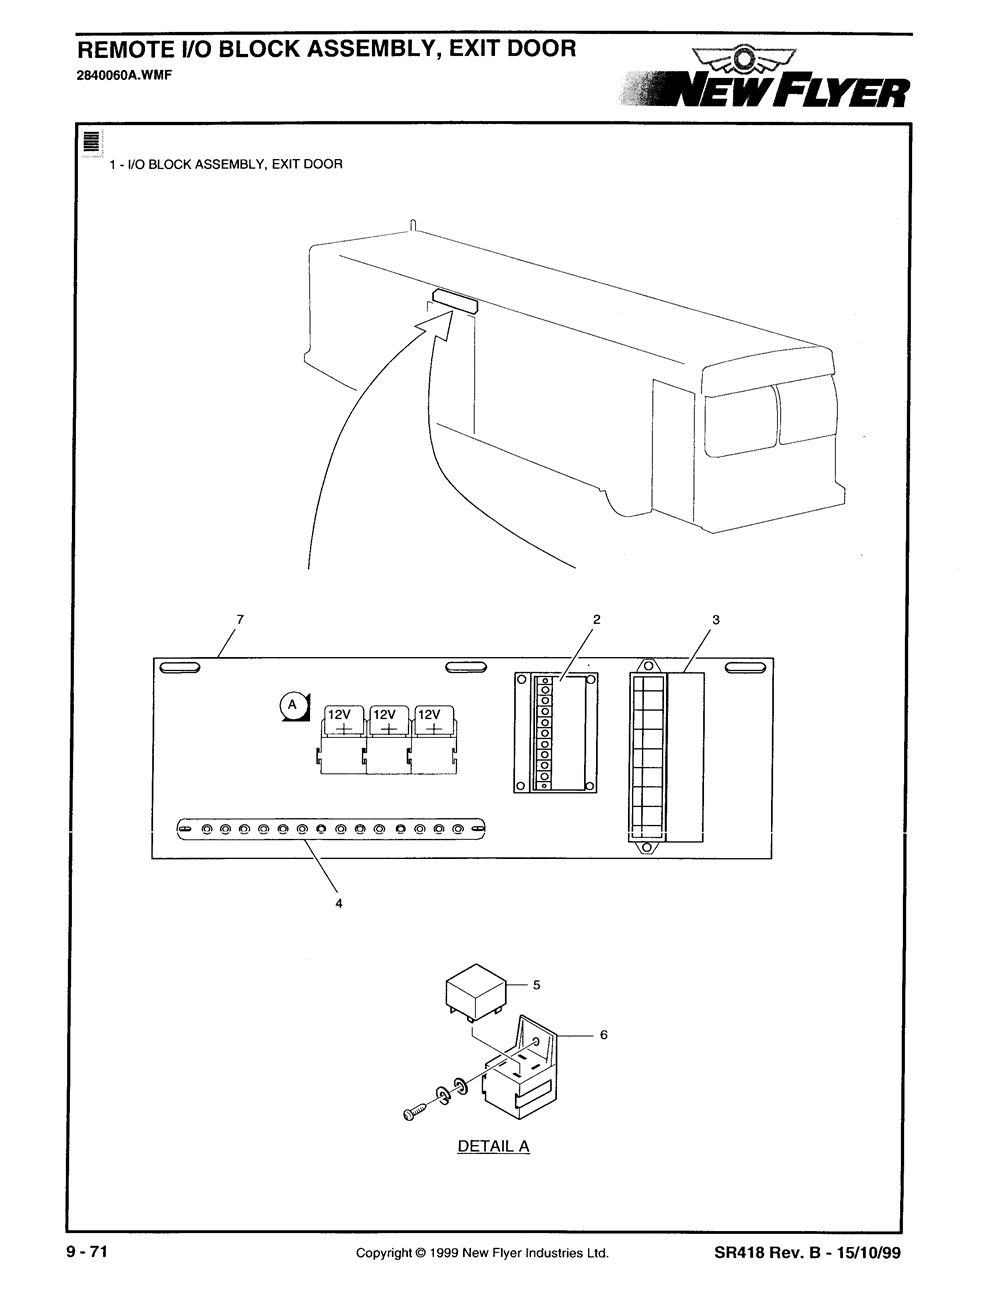 REMOTE I/O BLOCK ASSEMBLY, EXIT DOOR
2840060A.WMF
NEW FLYER
1 - I/O BLOCK ASSEMBLY, EXIT DOOR
7
2
3
A
12V
12V
12V
4
5
6
DETAIL A
9 - 71
Copyright © 1999 New Flyer Industries Ltd.
SR418 Rev. B - 15/10/99